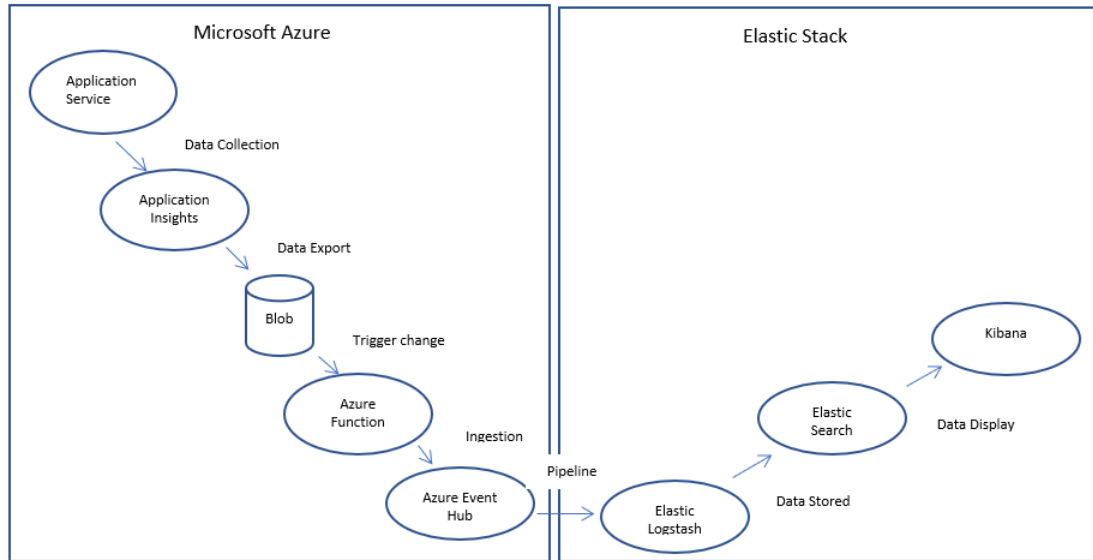 Microsoft Azure
Elastic Stack
Application
Service
Data Collection
Application
Insights
Data Export
Blob
Trigger change
Azure
Function
Ingestion
Azure Event
Hub
Pipeline
Elastic
Logstash
Data Stored
Elastic
Search
Data Display
Kibana